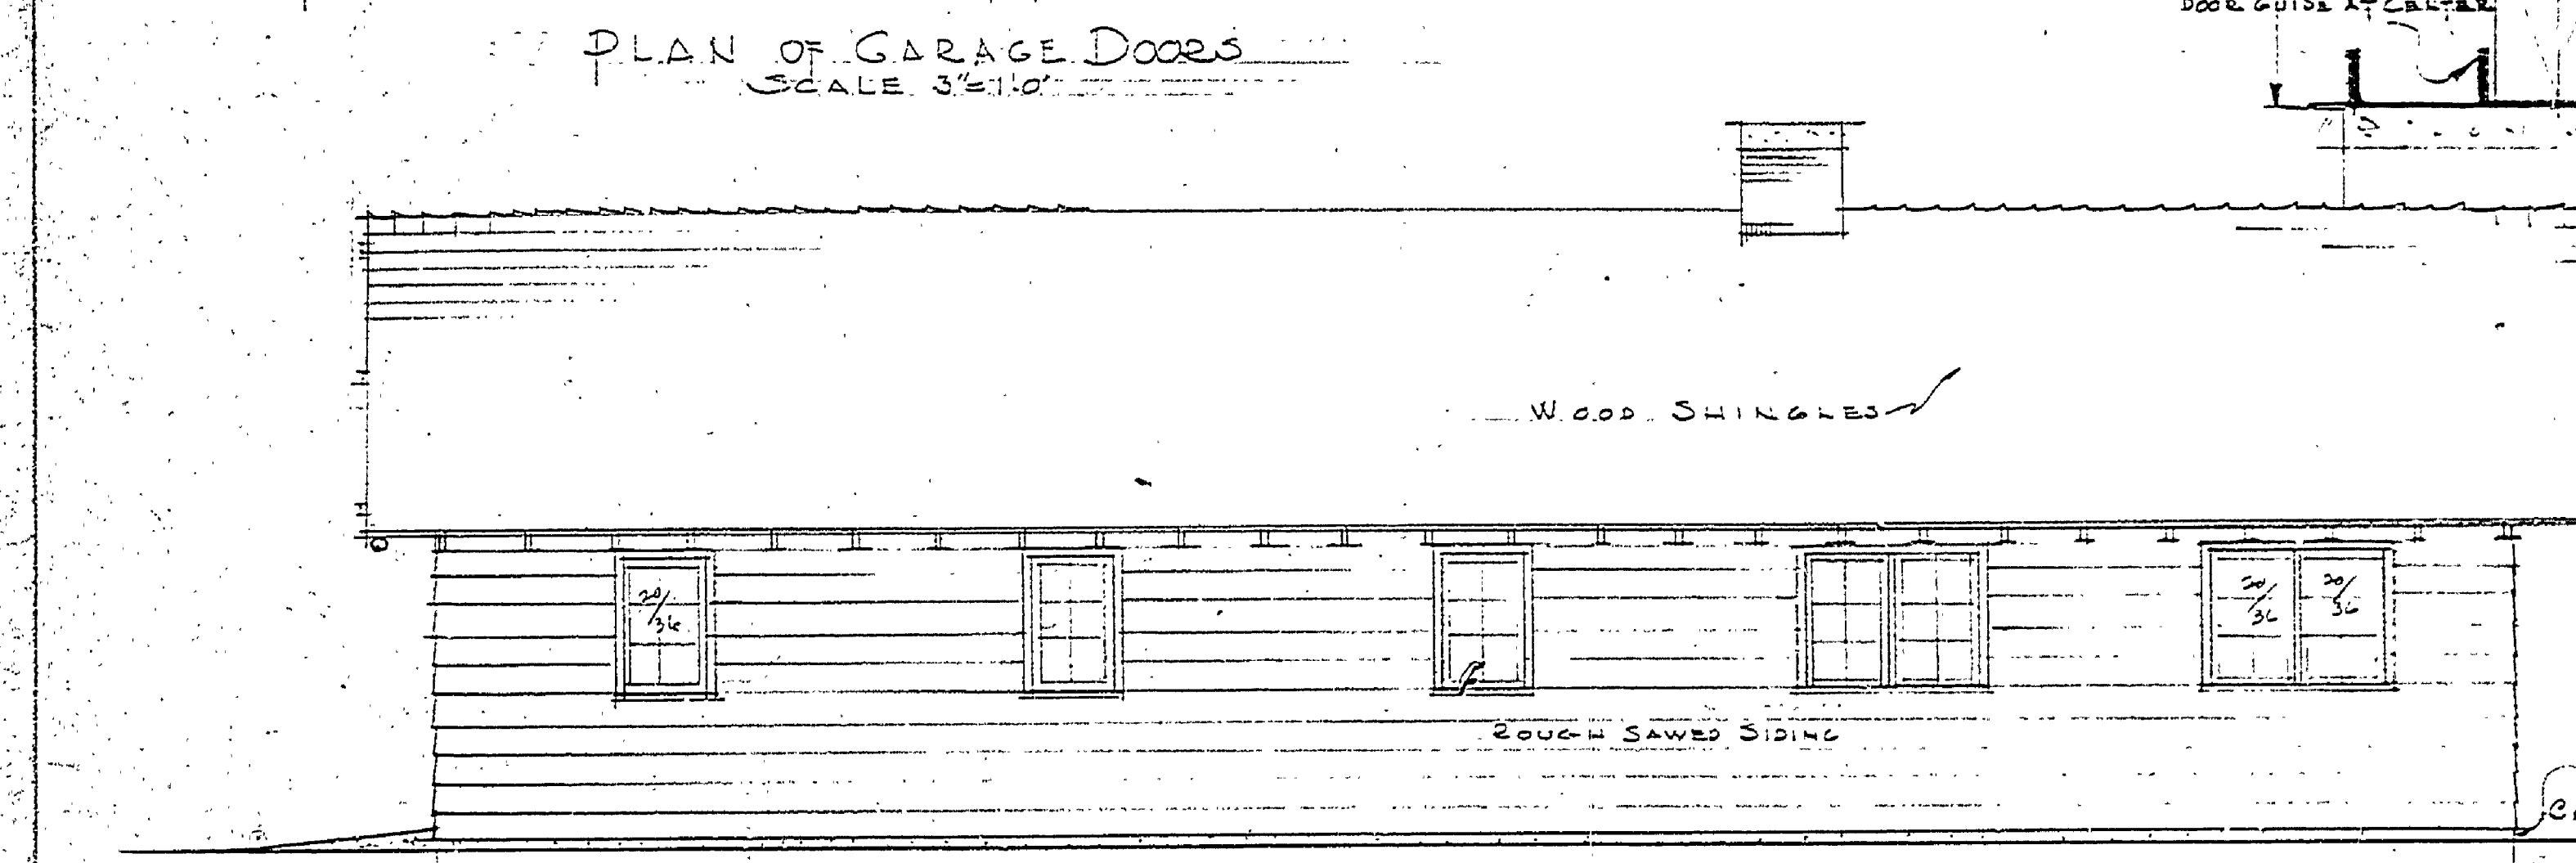 DOOR GUIDE AT CENTER
PLAN OF GARAGE DOORS
SCALE 3"=1'.0"
WOOD SHINGLES
20/36
20/36 20/36
ROUGH SAWED SIDING